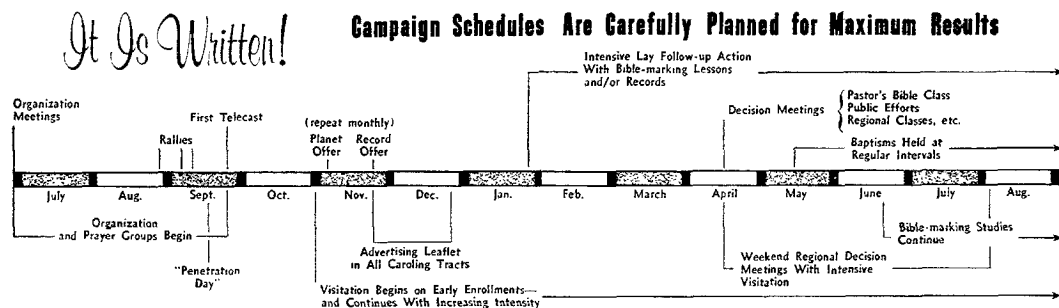 It Is Written!
Campaign Schedules Are Carefully Planned for Maximum Results
Intensive Lay Follow-up Action
With Bible-marking Lessons
and/or Records
Organization
Meetings
Rallies
First Telecast
(repeat monthly)
Planet
Offer
Record
Offer
Decision Meetings
Pastor's Bible Class
Public Efforts
Regional Classes, etc.
Baptisms Held at
Regular Intervals
July
Aug.
Sept.
Oct.
Nov.
Dec.
Jan.
Feb.
March
April
May
June
July
Aug.
Organization
and Prayer Groups Begin
"Penetration
Day"
Advertising Leaflet
in All Caroling Tracts
Visitation Begins on Early Enrollments—
and Continues With Increasing Intensity
Weekend Regional Decision
Meetings With Intensive
Visitation
Bible-marking Studies
Continue